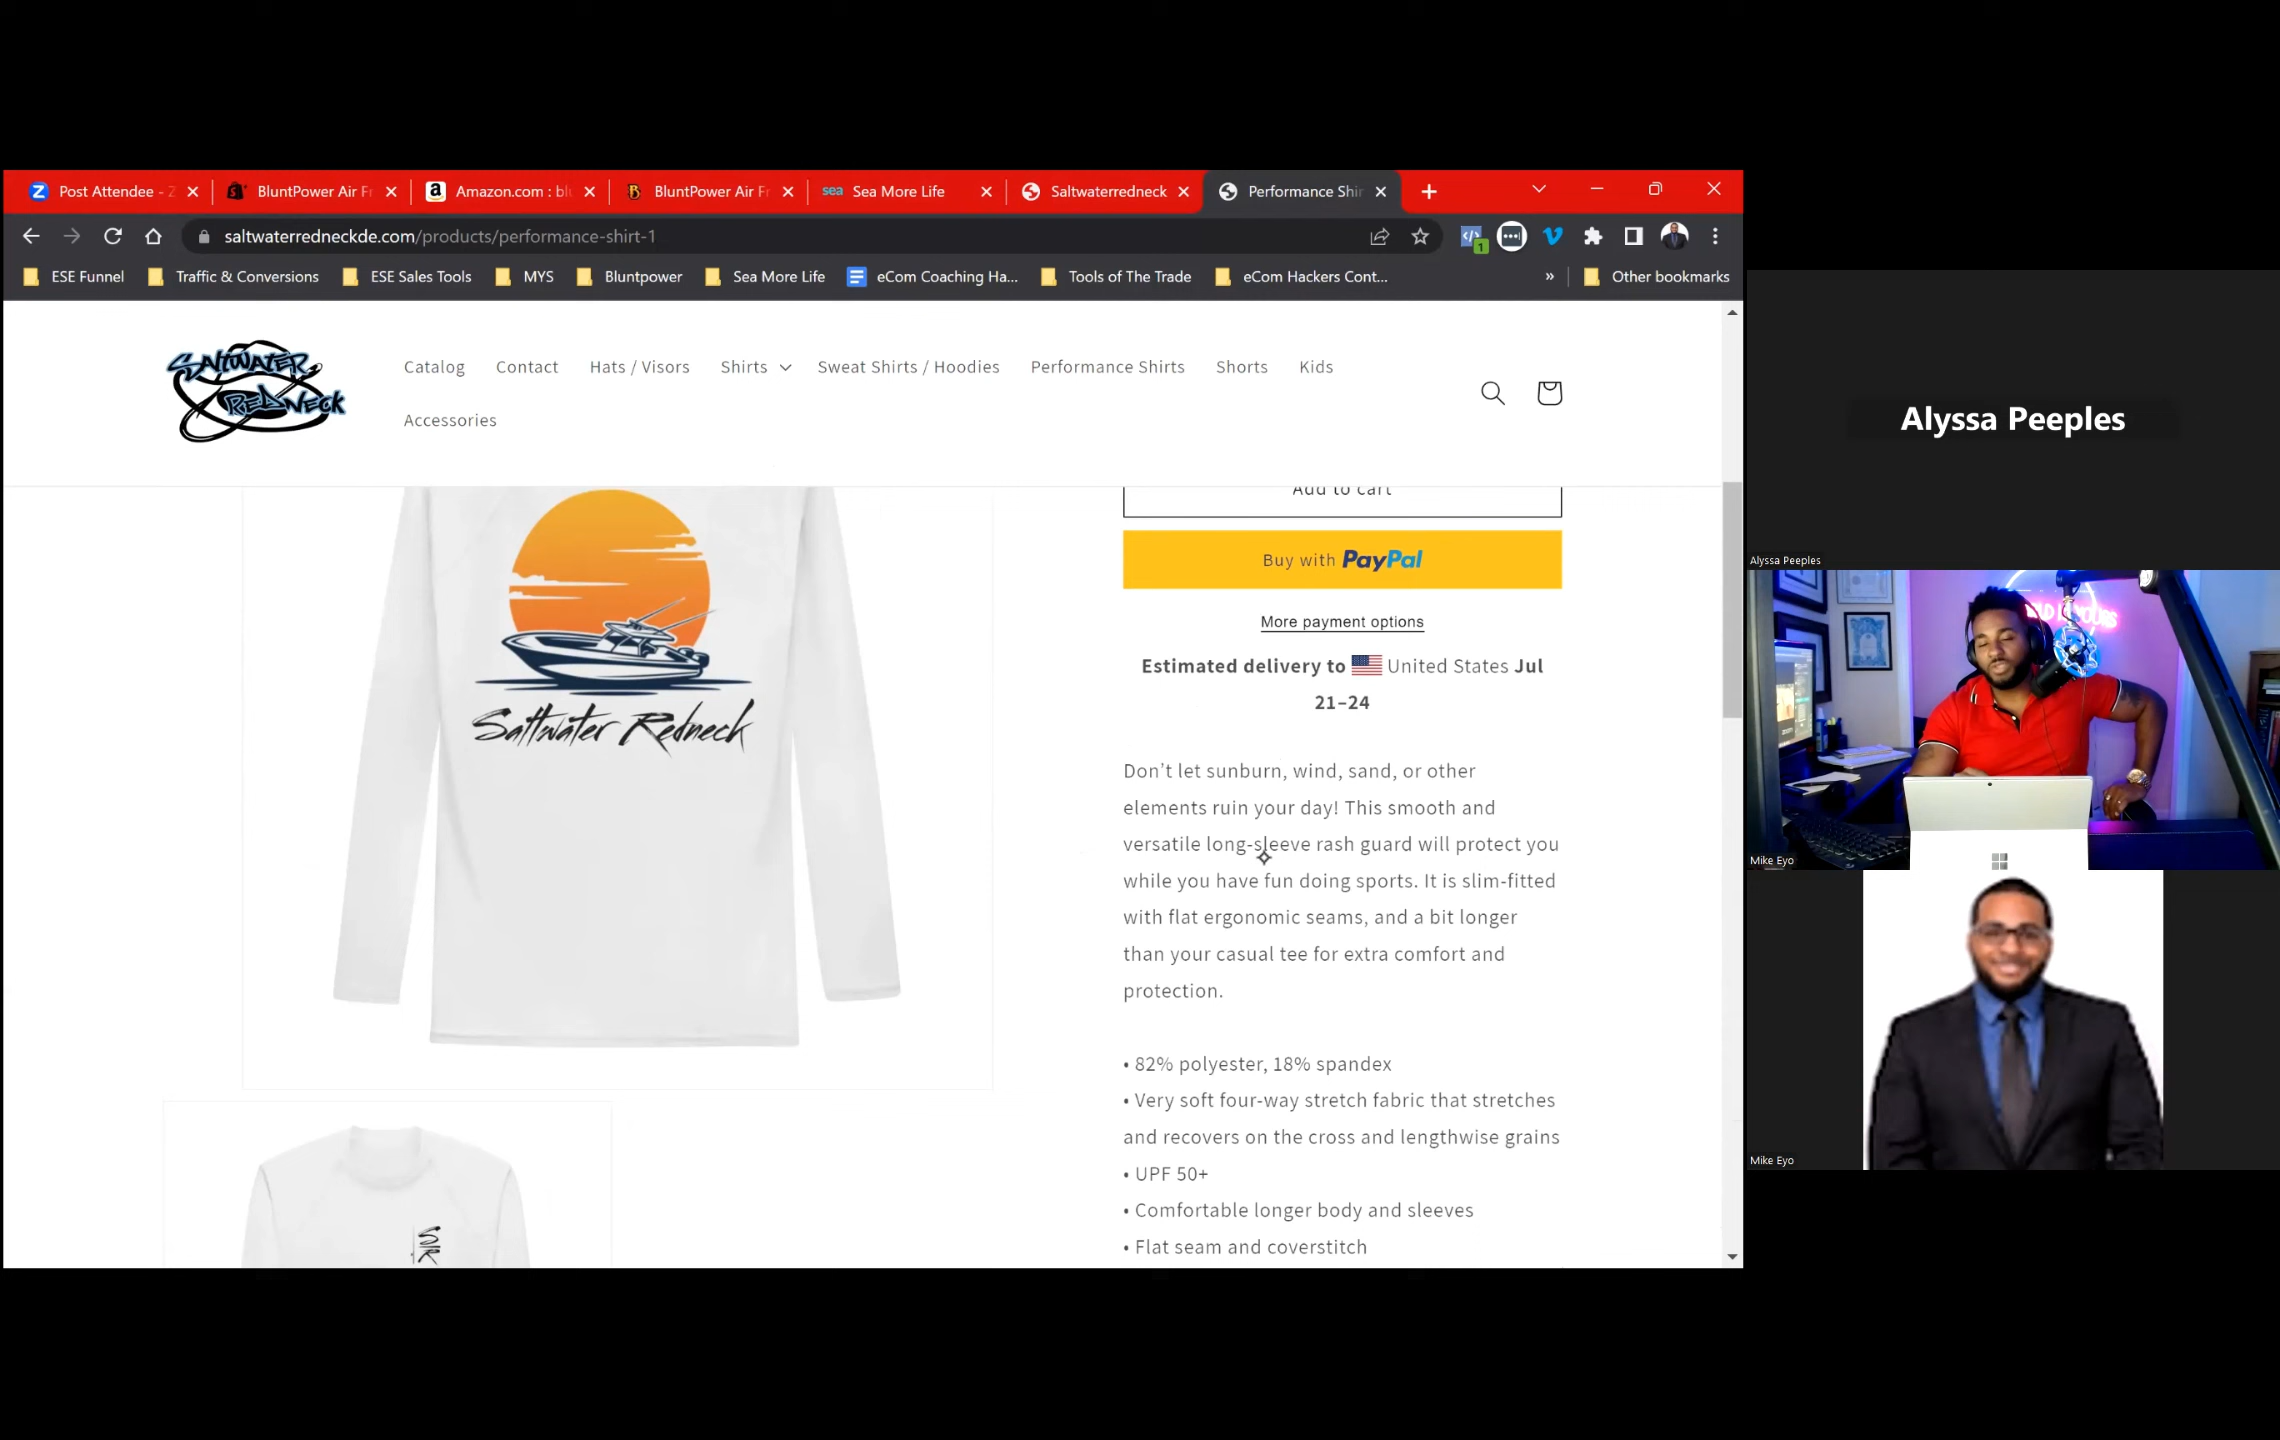 Post Attendee - Z
BluntPower Air Fr
Amazon.com : blu
BluntPower Air Fr
sea Sea More Life
Saltwaterredneck
Performance Shir
saltwaterredneckde.com/products/performance-shirt-1
1
ESE Funnel
Traffic & Conversions
ESE Sales Tools
MYS
Bluntpower
Sea More Life
eCom Coaching Ha...
Tools of The Trade
eCom Hackers Cont...
»
Other bookmarks
SALTWATER
REDNECK
Catalog
Contact
Hats / Visors
Shirts
Sweat Shirts / Hoodies
Performance Shirts
Shorts
Kids
Accessories
Add to cart
Buy with PayPal
More payment options
Estimated delivery to United States Jul
21–24
Saltwater Redneck
Don’t let sunburn, wind, sand, or other
elements ruin your day! This smooth and
versatile long-sleeve rash guard will protect you
while you have fun doing sports. It is slim-fitted
with flat ergonomic seams, and a bit longer
than your casual tee for extra comfort and
protection.
• 82% polyester, 18% spandex
• Very soft four-way stretch fabric that stretches
and recovers on the cross and lengthwise grains
• UPF 50+
• Comfortable longer body and sleeves
• Flat seam and coverstitch
S/R
Alyssa Peeples
Alyssa Peeples
Mike Eyo
Mike Eyo